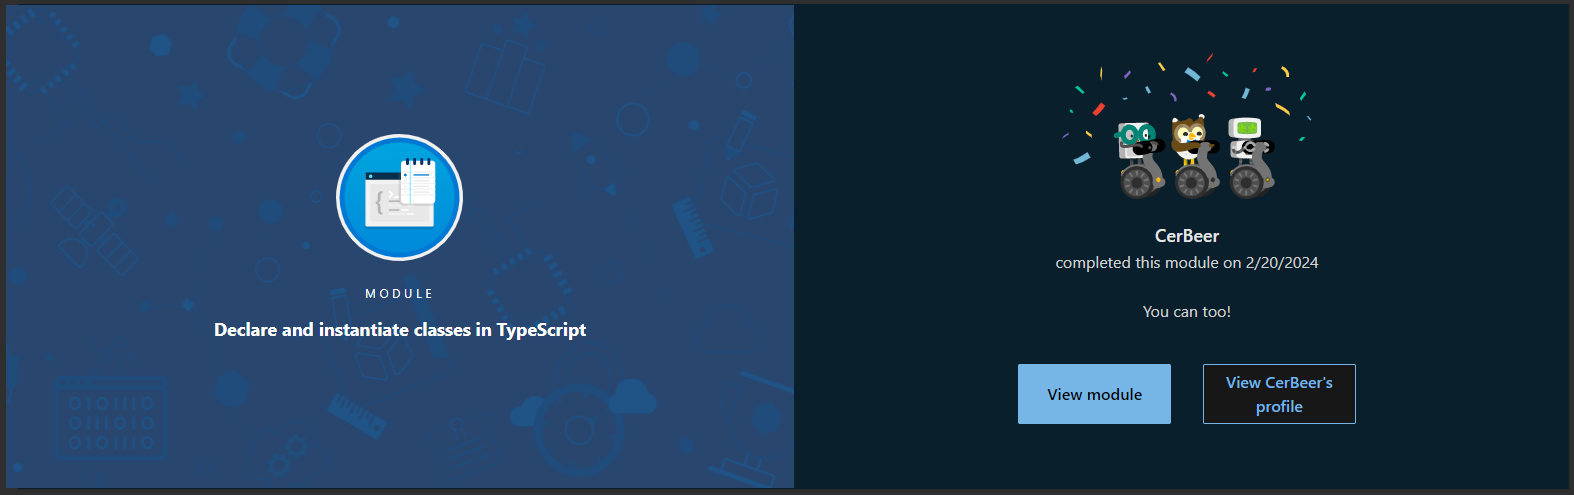 MODULE
Declare and instantiate classes in TypeScript
CerBeer
completed this module on 2/20/2024
You can too!
View module
View CerBeer's
profile